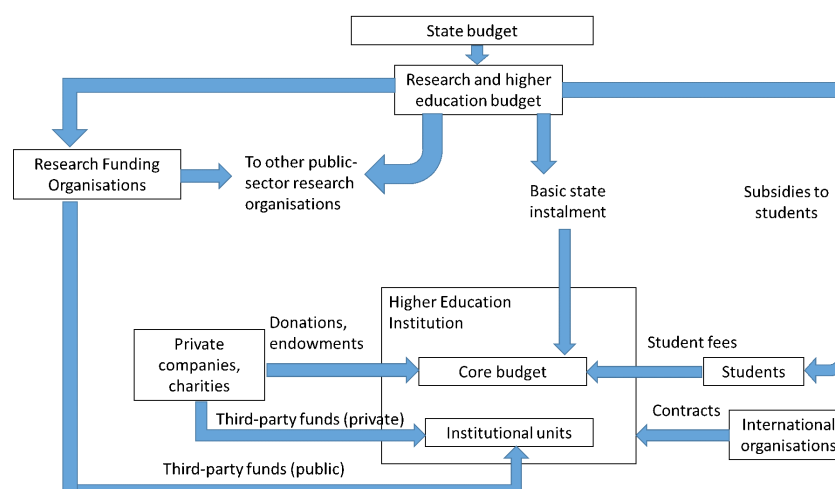 State budget
Research and higher
education budget
Research Funding
Organisations
To other public-
sector research
organisations
Basic state
instalment
Subsidies to
students
Higher Education
Institution
Donations,
endowments
Private
companies,
charities
Core budget
Student fees
Students
Third-party funds (private)
Institutional units
Contracts
International
organisations
Third-party funds (public)